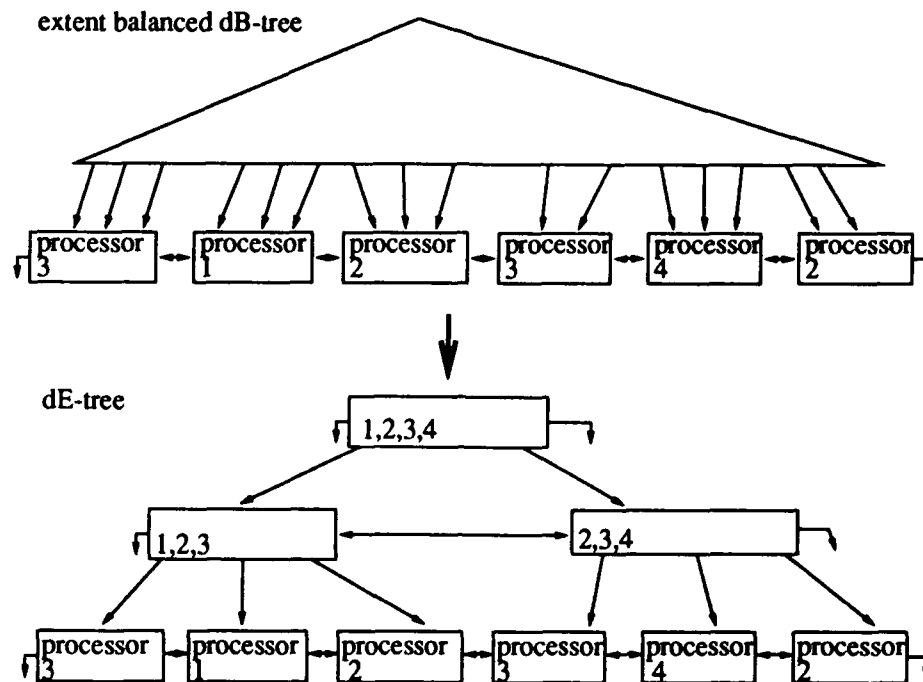 extent balanced dB-tree
processor
3
processor
1
processor
2
processor
3
processor
4
processor
2
dE-tree
1,2,3,4
1,2,3
2,3,4
processor
3
processor
1
processor
2
processor
3
processor
4
processor
2